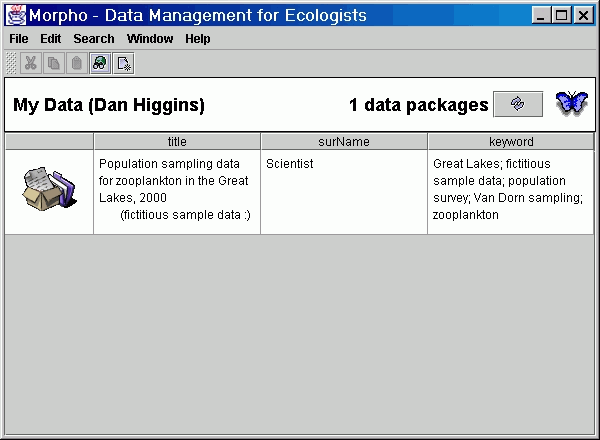 Morpho - Data Management for Ecologists
File Edit Search Window Help
My Data (Dan Higgins) 1 data packages
title surName keyword
Population sampling data
for zooplankton in the Great
Lakes, 2000
(fictitious sample data :)
Scientist
Great Lakes; fictitious
sample data; population
survey; Van Dorn sampling;
zooplankton